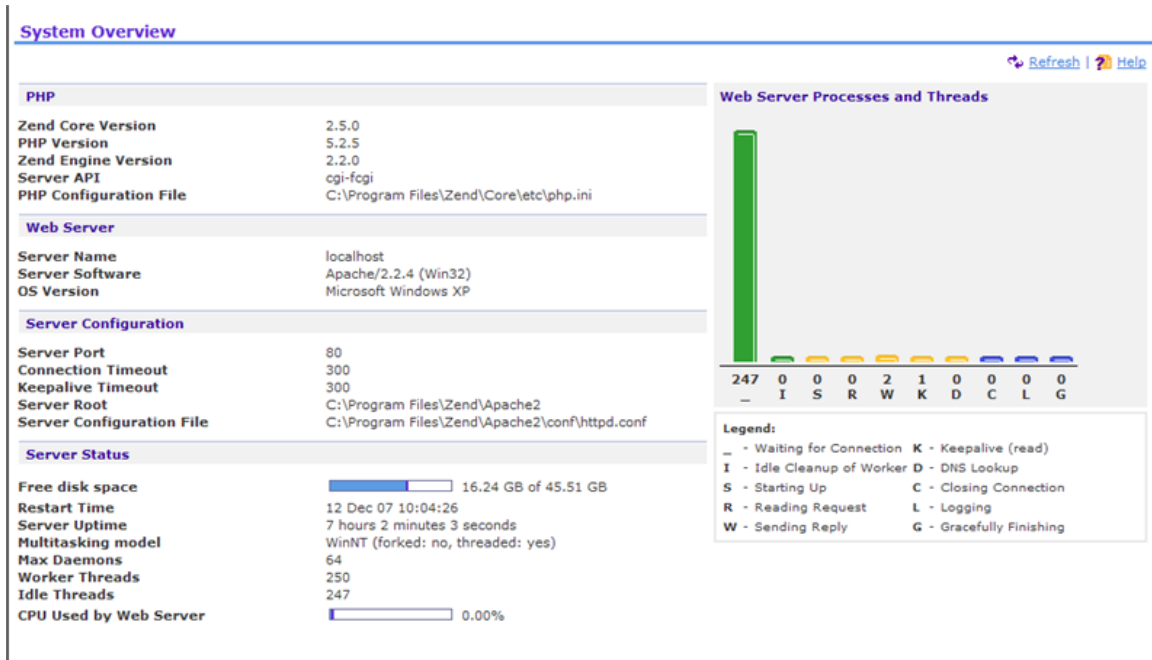 System Overview
Refresh | Help
PHP
Zend Core Version 2.5.0
PHP Version 5.2.5
Zend Engine Version 2.2.0
Server API cgi-fcgi
PHP Configuration File C:\Program Files\Zend\Core\etc\php.ini
Web Server
Server Name localhost
Server Software Apache/2.2.4 (Win32)
OS Version Microsoft Windows XP
Server Configuration
Server Port 80
Connection Timeout 300
Keepalive Timeout 300
Server Root C:\Program Files\Zend\Apache2
Server Configuration File C:\Program Files\Zend\Apache2\conf\httpd.conf
Server Status
Free disk space 16.24 GB of 45.51 GB
Restart Time 12 Dec 07 10:04:26
Server Uptime 7 hours 2 minutes 3 seconds
Multitasking model WinNT (forked: no, threaded: yes)
Max Daemons 64
Worker Threads 250
Idle Threads 247
CPU Used by Web Server 0.00%
Web Server Processes and Threads
247 0 0 0 2 1 0 0 0 0
_ I S R W K D C L G
Legend:
_ - Waiting for Connection K - Keepalive (read)
I - Idle Cleanup of Worker D - DNS Lookup
S - Starting Up C - Closing Connection
R - Reading Request L - Logging
W - Sending Reply G - Gracefully Finishing